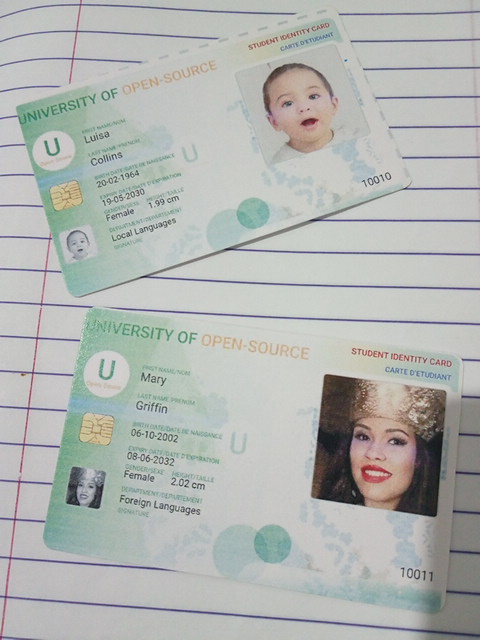 UNIVERSITY OF OPEN-SOURCE
STUDENT IDENTITY CARD
CARTE D'ETUDIANT
U
Open-Source
FIRST NAME/NOM
Luisa
LAST NAME/PRENOM
Collins
BIRTH DATE/DATE DE NAISSANCE
20-02-1964
EXPIRY DATE/DATE D'EXPIRATION
19-05-2030
GENDER/SEXE HEIGHT/TAILLE
Female 1.99 cm
DEPARTMENT/DEPARTEMENT
Local Languages
SIGNATURE
U
10010
UNIVERSITY OF OPEN-SOURCE
STUDENT IDENTITY CARD
CARTE D'ETUDIANT
U
Open-Source
FIRST NAME/NOM
Mary
LAST NAME/PRENOM
Griffin
BIRTH DATE/DATE DE NAISSANCE
06-10-2002
EXPIRY DATE/DATE D'EXPIRATION
08-06-2032
GENDER/SEXE HEIGHT/TAILLE
Female 2.02 cm
DEPARTMENT/DEPARTEMENT
Foreign Languages
SIGNATURE
U
10011